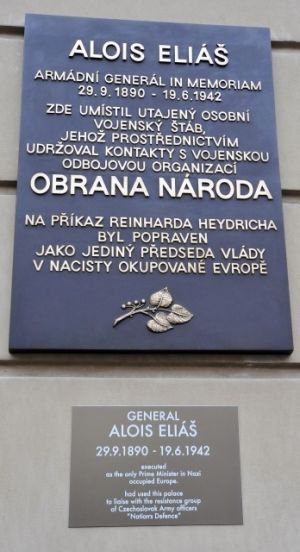 ALOIS ELIÁŠ
ARMÁDNÍ GENERÁL IN MEMORIAM
29. 9. 1890 - 19. 6. 1942
ZDE UMÍSTIL UTAJENÝ OSOBNÍ
VOJENSKÝ ŠTÁB,
JEHOŽ PROSTŘEDNICTVÍM
UDRŽOVAL KONTAKTY S VOJENSKOU
ODBOJOVOU ORGANIZACÍ
OBRANA NÁRODA
NA PŘÍKAZ REINHARDA HEYDRICHA
BYL POPRAVEN
JAKO JEDINÝ PŘEDSEDA VLÁDY
V NACISTY OKUPOVANÉ EVROPĚ
GENERAL
ALOIS ELIÁŠ
29.9.1890 - 19.6.1942
executed
as the only Prime Minister in Nazi
occupied Europe.
had used this palace
to liaise with the resistance group
of Czechoslovak Army officers
"Nation's Defence"